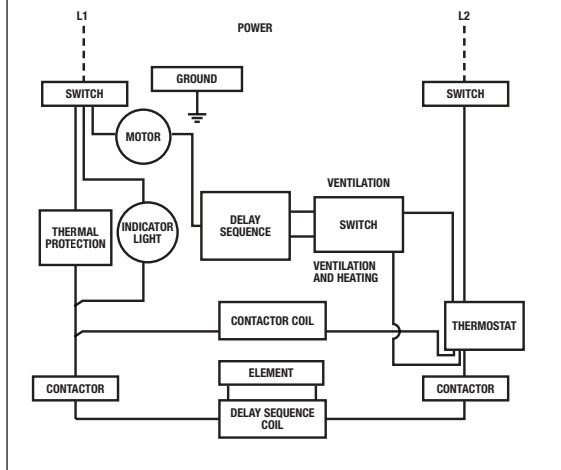 L1
L2
POWER
GROUND
SWITCH
SWITCH
MOTOR
VENTILATION
THERMAL
PROTECTION
INDICATOR
LIGHT
DELAY
SEQUENCE
SWITCH
VENTILATION
AND HEATING
CONTACTOR COIL
THERMOSTAT
ELEMENT
CONTACTOR
CONTACTOR
DELAY SEQUENCE
COIL